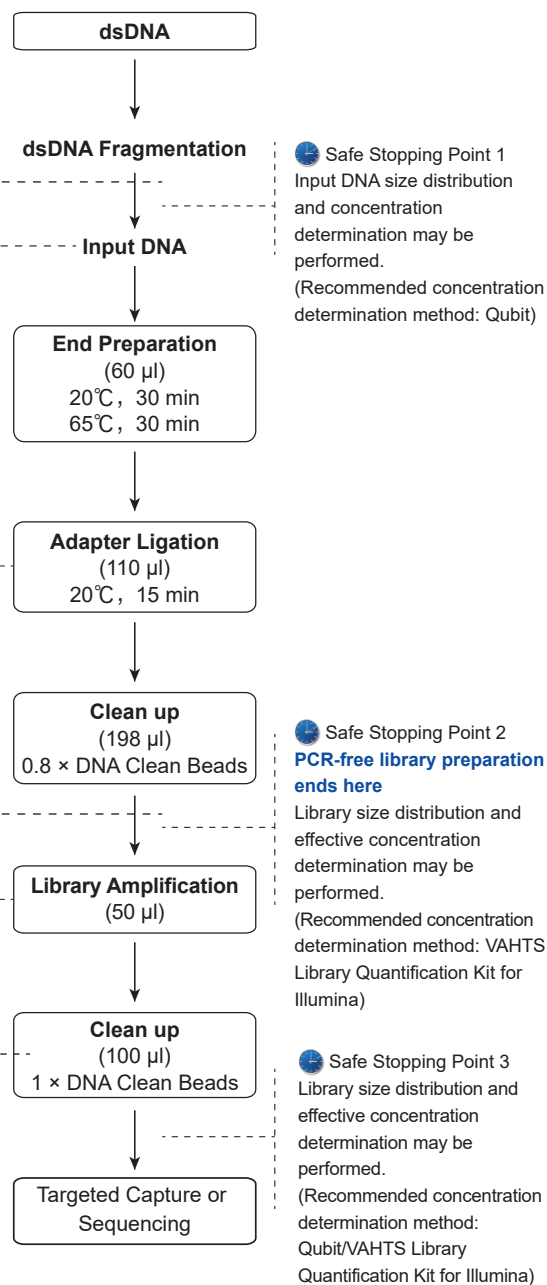 dsDNA
dsDNA Fragmentation
Safe Stopping Point 1
Input DNA size distribution
and concentration
determination may be
performed.
(Recommended concentration
determination method: Qubit)
Input DNA
End Preparation
(60 μl)
20℃, 30 min
65℃, 30 min
Adapter Ligation
(110 μl)
20℃, 15 min
Clean up
(198 μl)
0.8 × DNA Clean Beads
Safe Stopping Point 2
PCR-free library preparation
ends here
Library size distribution and
effective concentration
determination may be
performed.
(Recommended concentration
determination method: VAHTS
Library Quantification Kit for
Illumina)
Library Amplification
(50 μl)
Clean up
(100 μl)
1 × DNA Clean Beads
Safe Stopping Point 3
Library size distribution and
effective concentration
determination may be
performed.
(Recommended concentration
determination method:
Qubit/VAHTS Library
Quantification Kit for Illumina)
Targeted Capture or
Sequencing